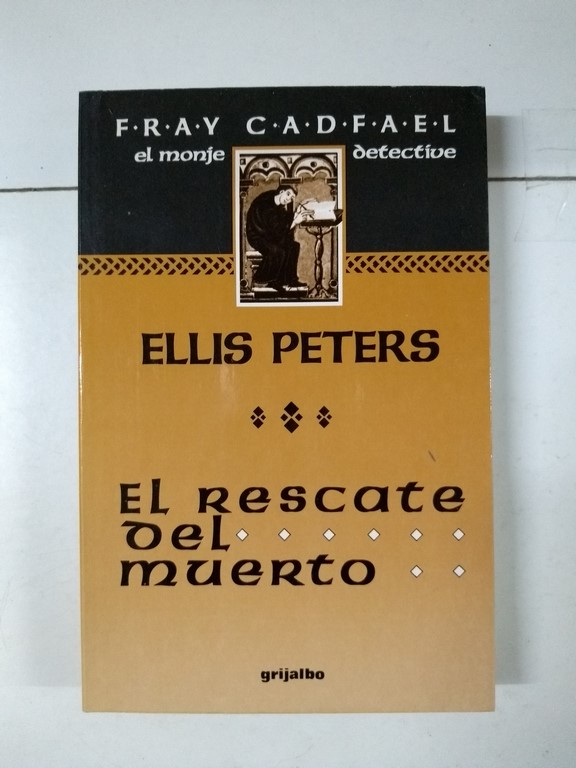 F·R·A·Y C·A·D·F·A·E·L
el monje detective
ELLIS PETERS
El Rescate
del
muerto
grijalbo